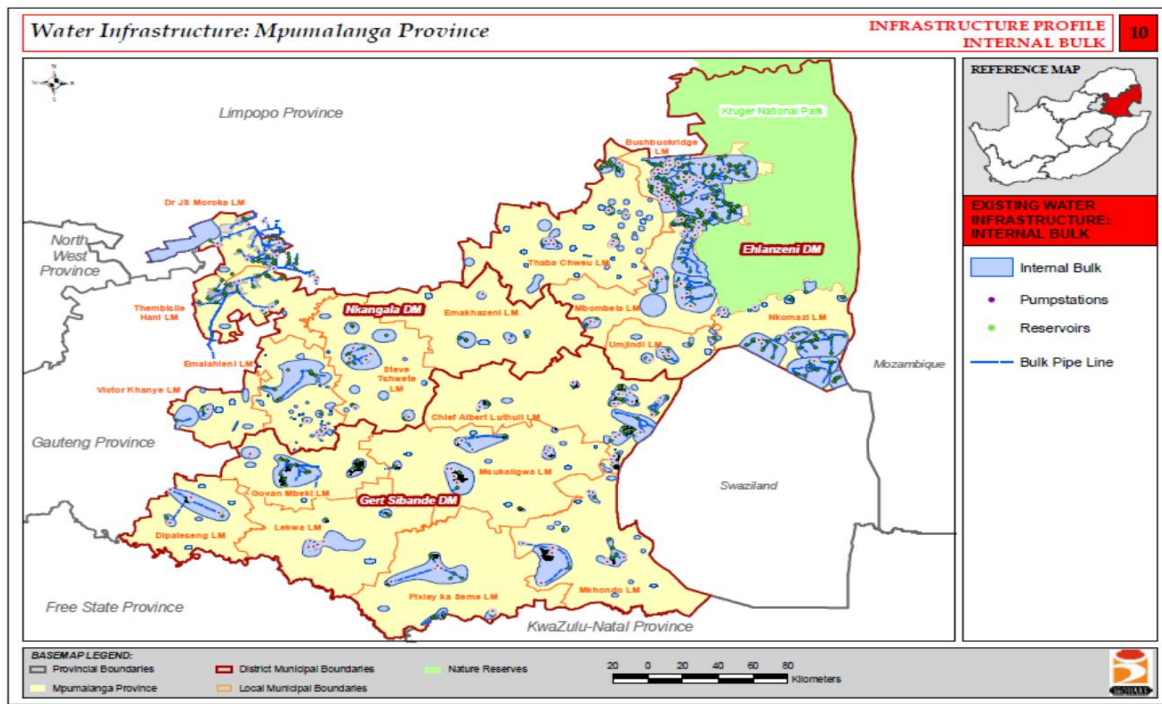 Water Infrastructure: Mpumalanga Province
INFRASTRUCTURE PROFILE
INTERNAL BULK
10
N
Limpopo Province
Kruger National Park
Bushbuckridge
LM
Dr JS Moroka LM
North
West
Province
Ehlanzeni DM
Thaba Chweu LM
Thembisile
Hani LM
Nkangala DM
Emakhazeni LM
Mbombela LM
Nkomazi LM
Umjindi LM
Emalahleni LM
Steve
Tshwete
LM
Mozambique
Victor Khanye LM
Chief Albert Luthuli LM
Gauteng Province
Msukaligwa LM
Govan Mbeki LM
Gert Sibande DM
Swaziland
Dipaleseng LM
Lekwa LM
Pixley ka Seme LM
Mkhondo LM
Free State Province
KwaZulu-Natal Province
REFERENCE MAP
EXISTING WATER
INFRASTRUCTURE:
INTERNAL BULK
Internal Bulk
Pumpstations
Reservoirs
Bulk Pipe Line
BASEMAP LEGEND:
Provincial Boundaries
District Municipal Boundaries
Nature Reserves
Mpumalanga Province
Local Municipal Boundaries
20 0 20 40 60 80
Kilometers